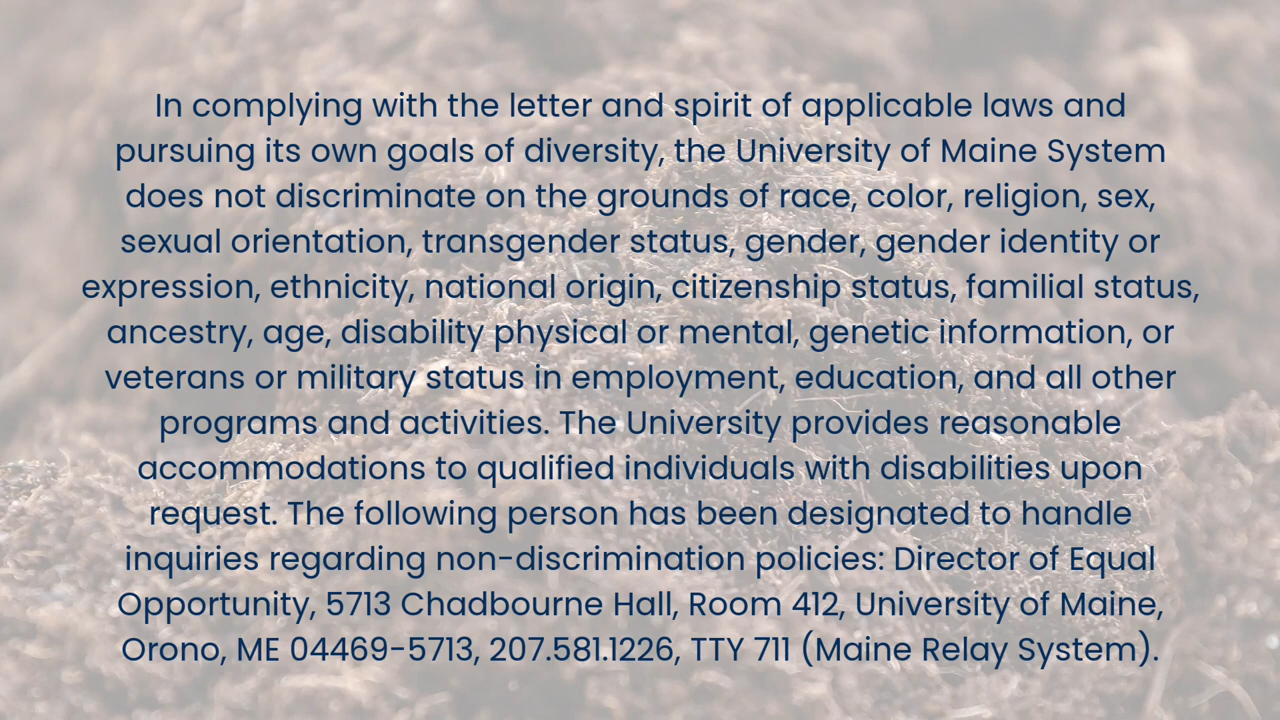 In complying with the letter and spirit of applicable laws and
pursuing its own goals of diversity, the University of Maine System
does not discriminate on the grounds of race, color, religion, sex,
sexual orientation, transgender status, gender, gender identity or
expression, ethnicity, national origin, citizenship status, familial status,
ancestry, age, disability physical or mental, genetic information, or
veterans or military status in employment, education, and all other
programs and activities. The University provides reasonable
accommodations to qualified individuals with disabilities upon
request. The following person has been designated to handle
inquiries regarding non-discrimination policies: Director of Equal
Opportunity, 5713 Chadbourne Hall, Room 412, University of Maine,
Orono, ME 04469-5713, 207.581.1226, TTY 711 (Maine Relay System).